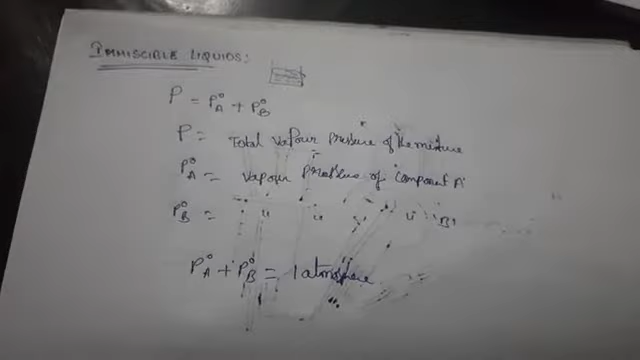 IMMISCIBLE LIQUIDS:
P = P°A + P°B
P = Total vapour pressure of the mixture
P°A = vapour pressure of component A
P°B = " " " " B
P°A + P°B = 1 atmosphere